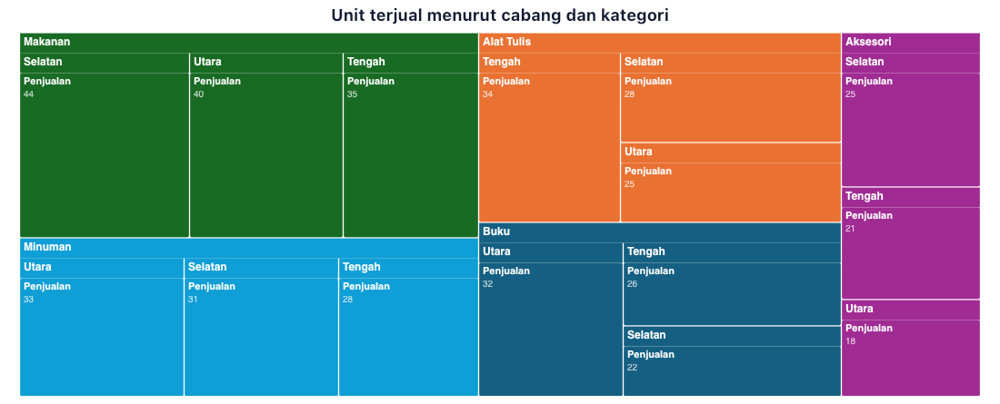 Unit terjual menurut cabang dan kategori
Makanan
Selatan
Penjualan
44
Utara
Penjualan
40
Tengah
Penjualan
35
Minuman
Utara
Penjualan
33
Selatan
Penjualan
31
Tengah
Penjualan
28
Alat Tulis
Tengah
Penjualan
34
Selatan
Penjualan
28
Utara
Penjualan
25
Buku
Utara
Penjualan
32
Tengah
Penjualan
26
Selatan
Penjualan
22
Aksesori
Selatan
Penjualan
25
Tengah
Penjualan
21
Utara
Penjualan
18